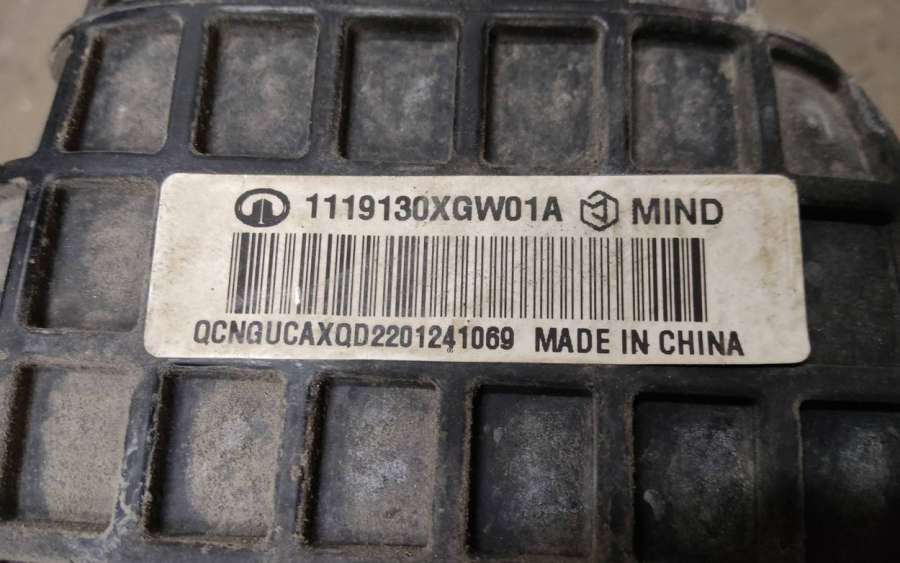 1119130XGW01A MIND
QCNGUCAXQD2201241069 MADE IN CHINA